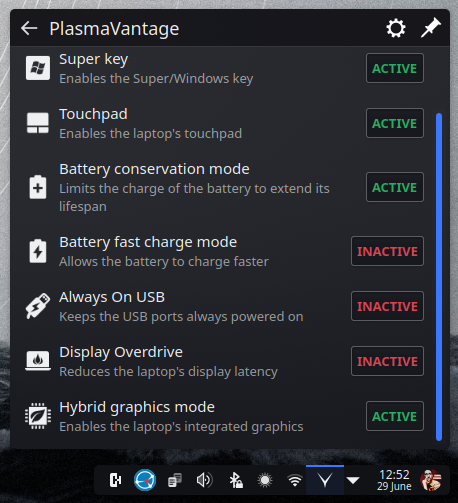 PlasmaVantage
Super key
Enables the Super/Windows key
ACTIVE
Touchpad
Enables the laptop's touchpad
ACTIVE
Battery conservation mode
Limits the charge of the battery to extend its
lifespan
ACTIVE
Battery fast charge mode
Allows the battery to charge faster
INACTIVE
Always On USB
Keeps the USB ports always powered on
INACTIVE
Display Overdrive
Reduces the laptop's display latency
INACTIVE
Hybrid graphics mode
Enables the laptop's integrated graphics
ACTIVE
12:52
29 June